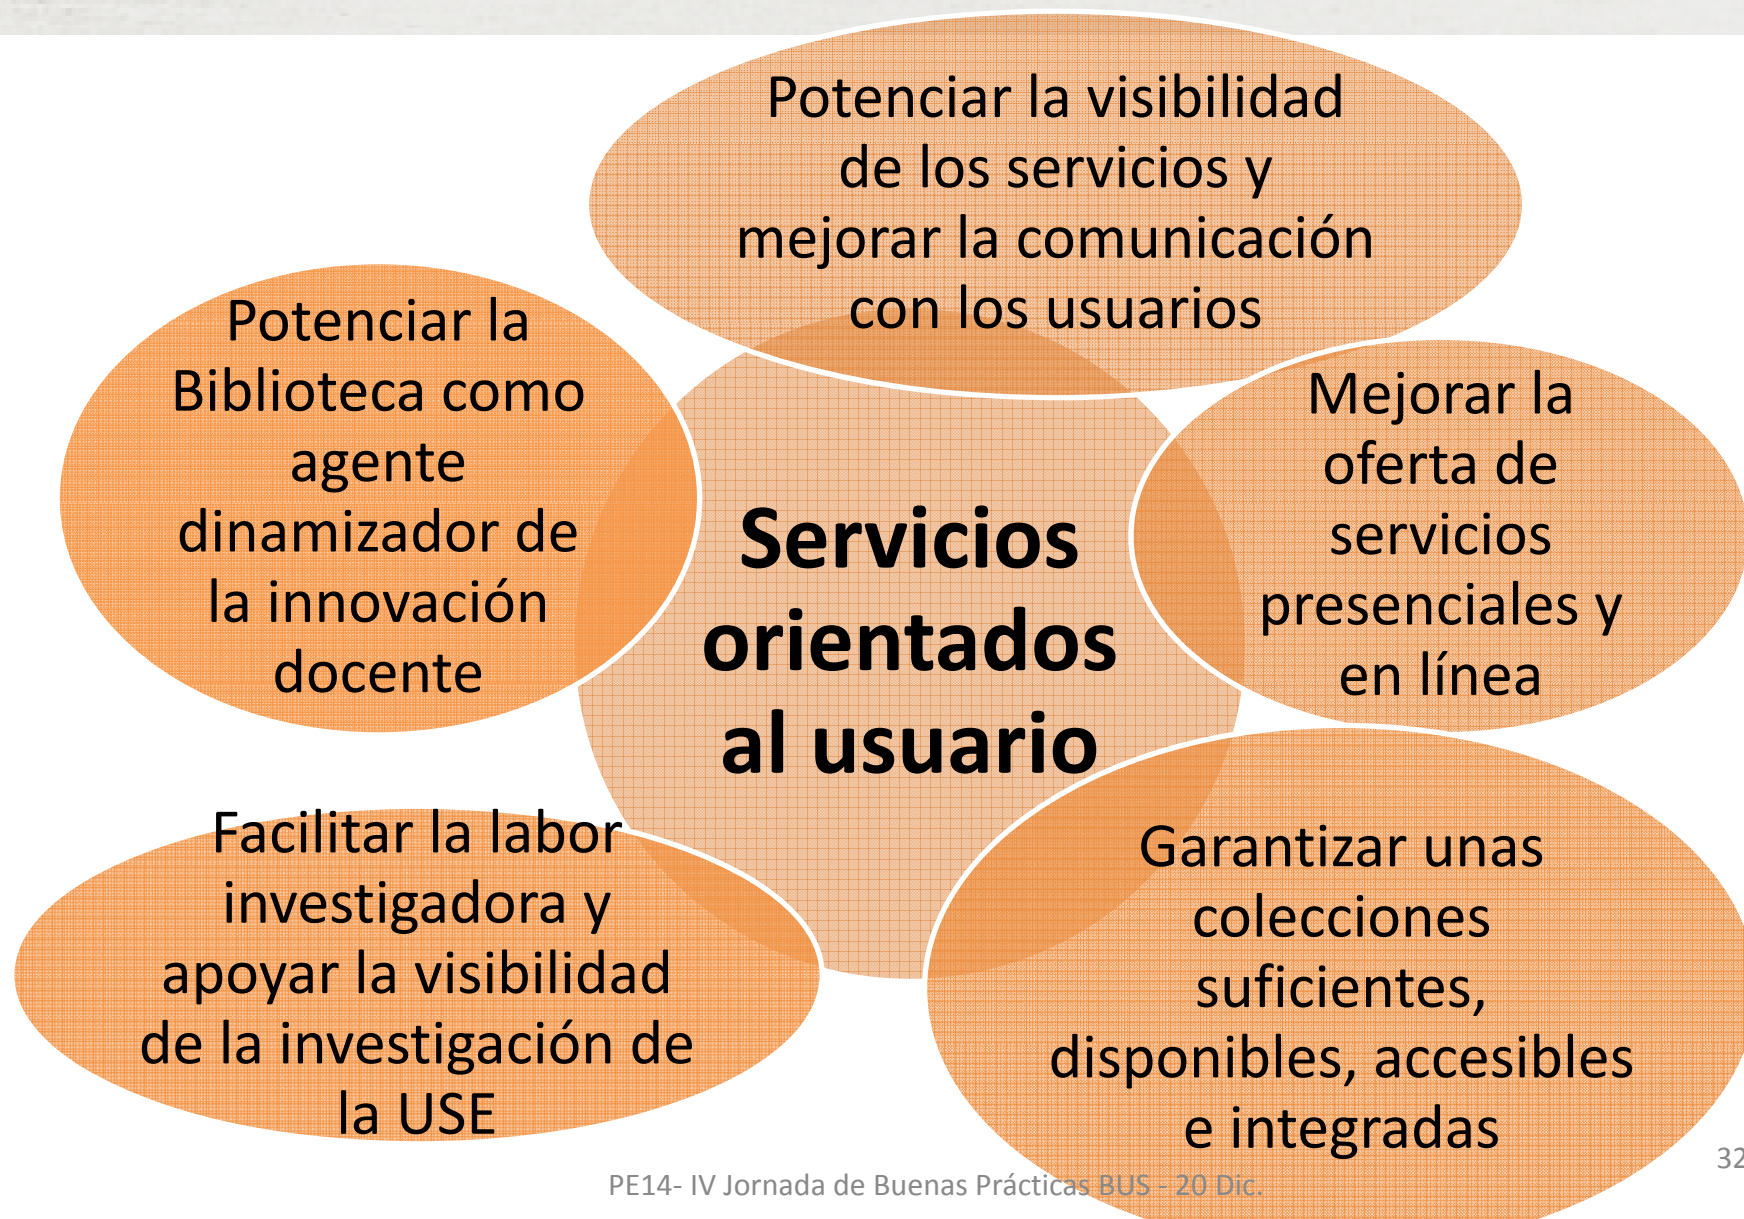 Potenciar la visibilidad
de los servicios y
mejorar la comunicación
con los usuarios
Potenciar la
Biblioteca como
agente
dinamizador de
la innovación
docente
Mejorar la
oferta de
servicios
presenciales y
en línea
Servicios
orientados
al usuario
Facilitar la labor
investigadora y
apoyar la visibilidad
de la investigación de
la USE
Garantizar unas
colecciones
suficientes,
disponibles, accesibles
e integradas
PE14- IV Jornada de Buenas Prácticas BUS - 20 Dic.
32